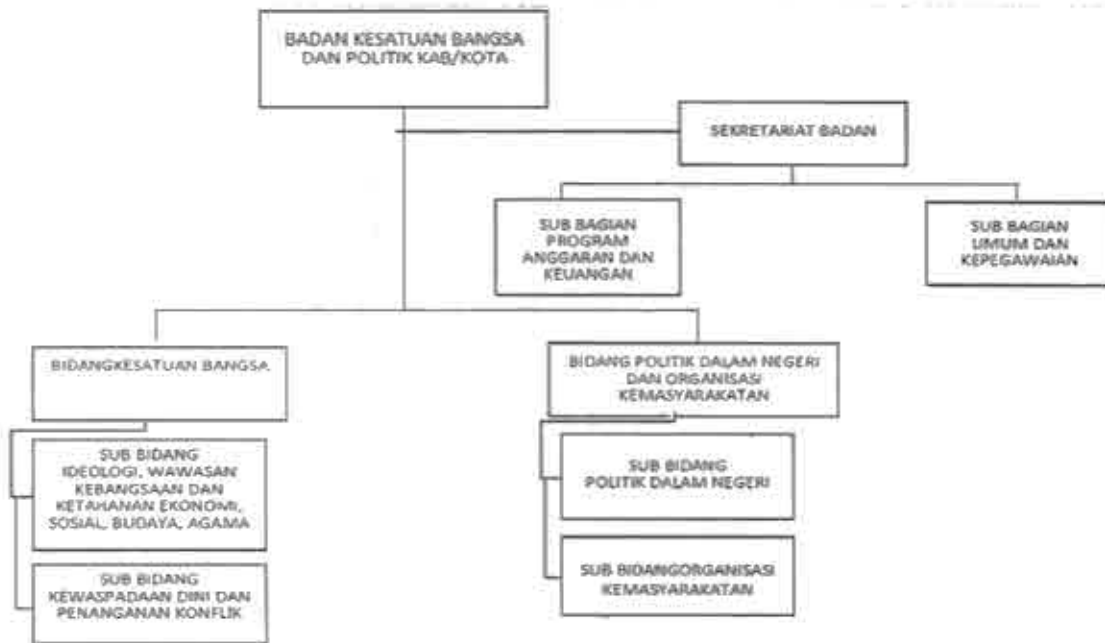 BADAN KESATUAN BANGSA
DAN POLITIK KAB/KOTA
SEKRETARIAT BADAN
SUB BAGIAN
PROGRAM
ANGGARAN DAN
KEUANGAN
SUB BAGIAN
UMUM DAN
KEPEGAWAIAN
BIDANGKESATUAN BANGSA
BIDANG POLITIK DALAM NEGERI
DAN ORGANISASI
KEMASYARAKATAN
SUB BIDANG
IDEOLOGI, WAWASAN
KEBANGSAAN DAN
KETAHANAN EKONOMI,
SOSIAL, BUDAYA, AGAMA
SUB BIDANG
KEWASPADAAN DINI DAN
PENANGANAN KONFLIK
SUB BIDANG
POLITIK DALAM NEGERI
SUB BIDANGORGANISASI
KEMASYARAKATAN